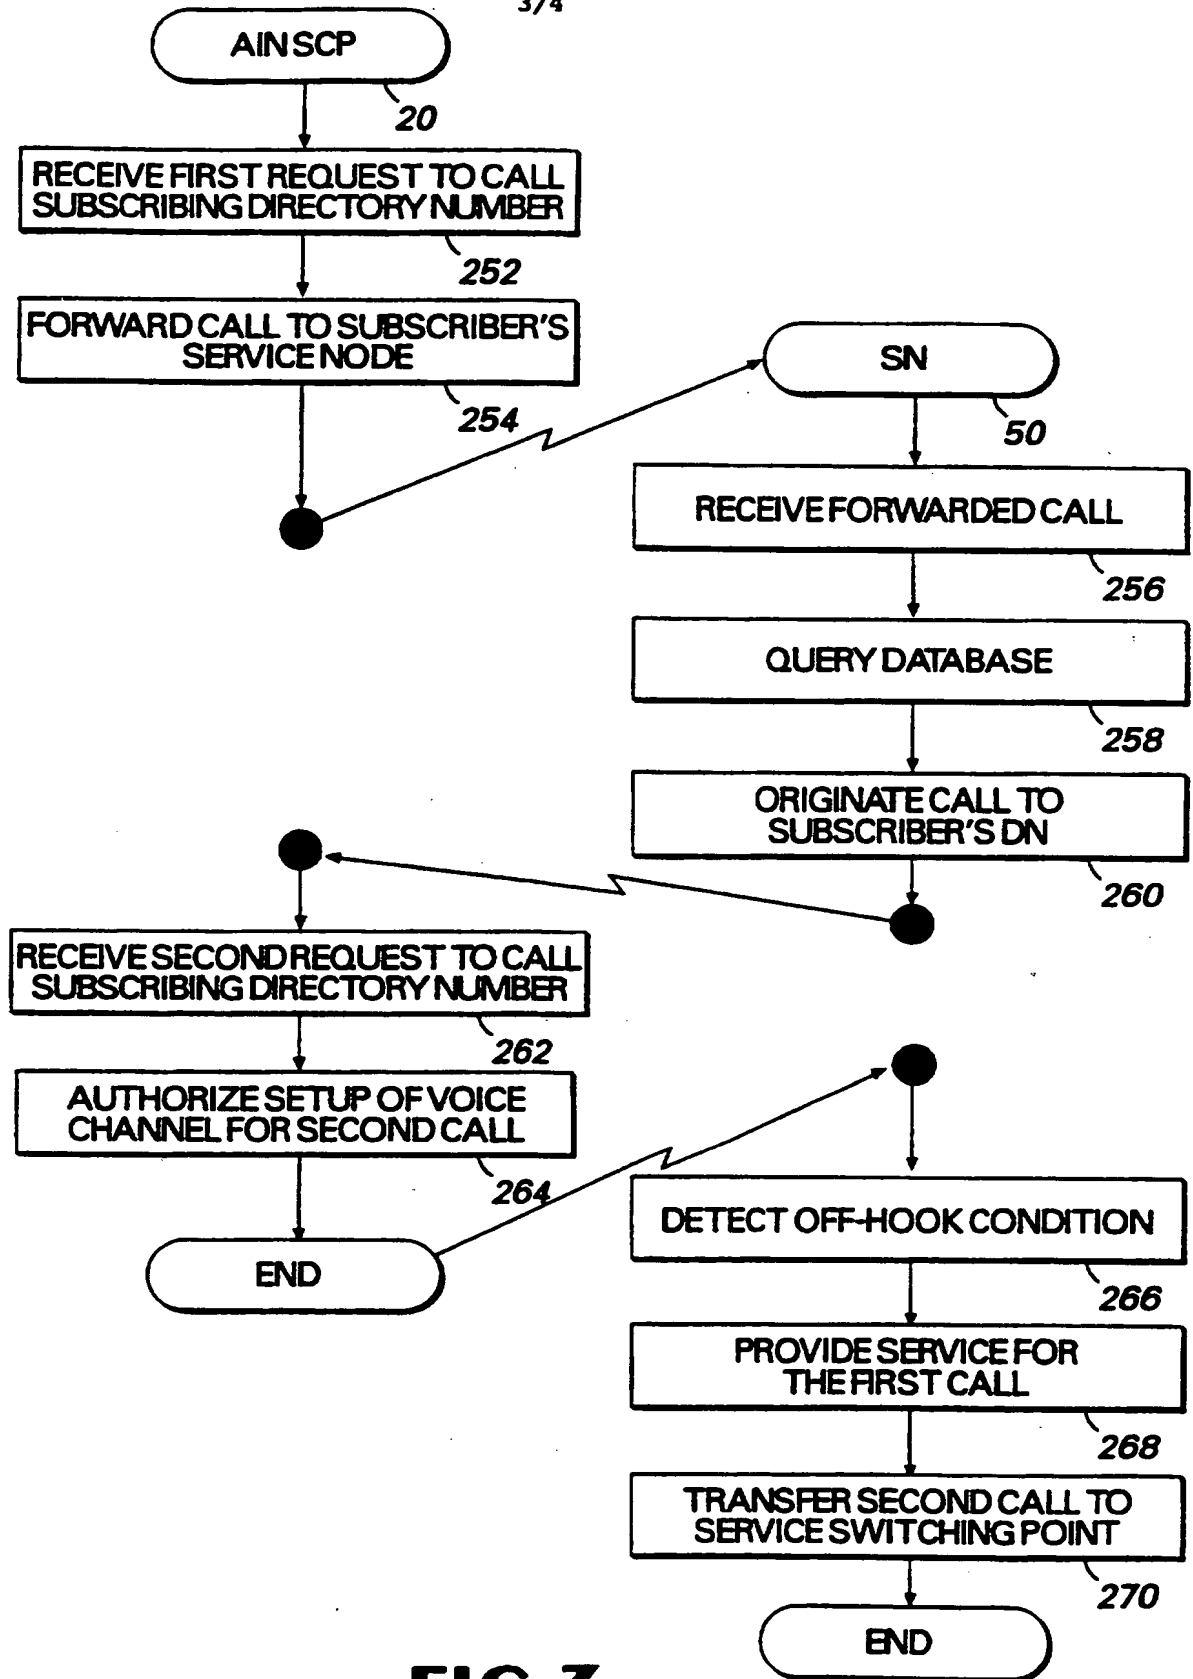 3/4
AIN SCP
20
RECEIVE FIRST REQUEST TO CALL
SUBSCRIBING DIRECTORY NUMBER
252
FORWARD CALL TO SUBSCRIBER'S
SERVICE NODE
254
SN
50
RECEIVE FORWARDED CALL
256
QUERY DATABASE
258
ORIGINATE CALL TO
SUBSCRIBER'S DN
260
RECEIVE SECOND REQUEST TO CALL
SUBSCRIBING DIRECTORY NUMBER
262
AUTHORIZE SETUP OF VOICE
CHANNEL FOR SECOND CALL
264
END
DETECT OFF-HOOK CONDITION
266
PROVIDE SERVICE FOR
THE FIRST CALL
268
TRANSFER SECOND CALL TO
SERVICE SWITCHING POINT
270
END
FIG 3